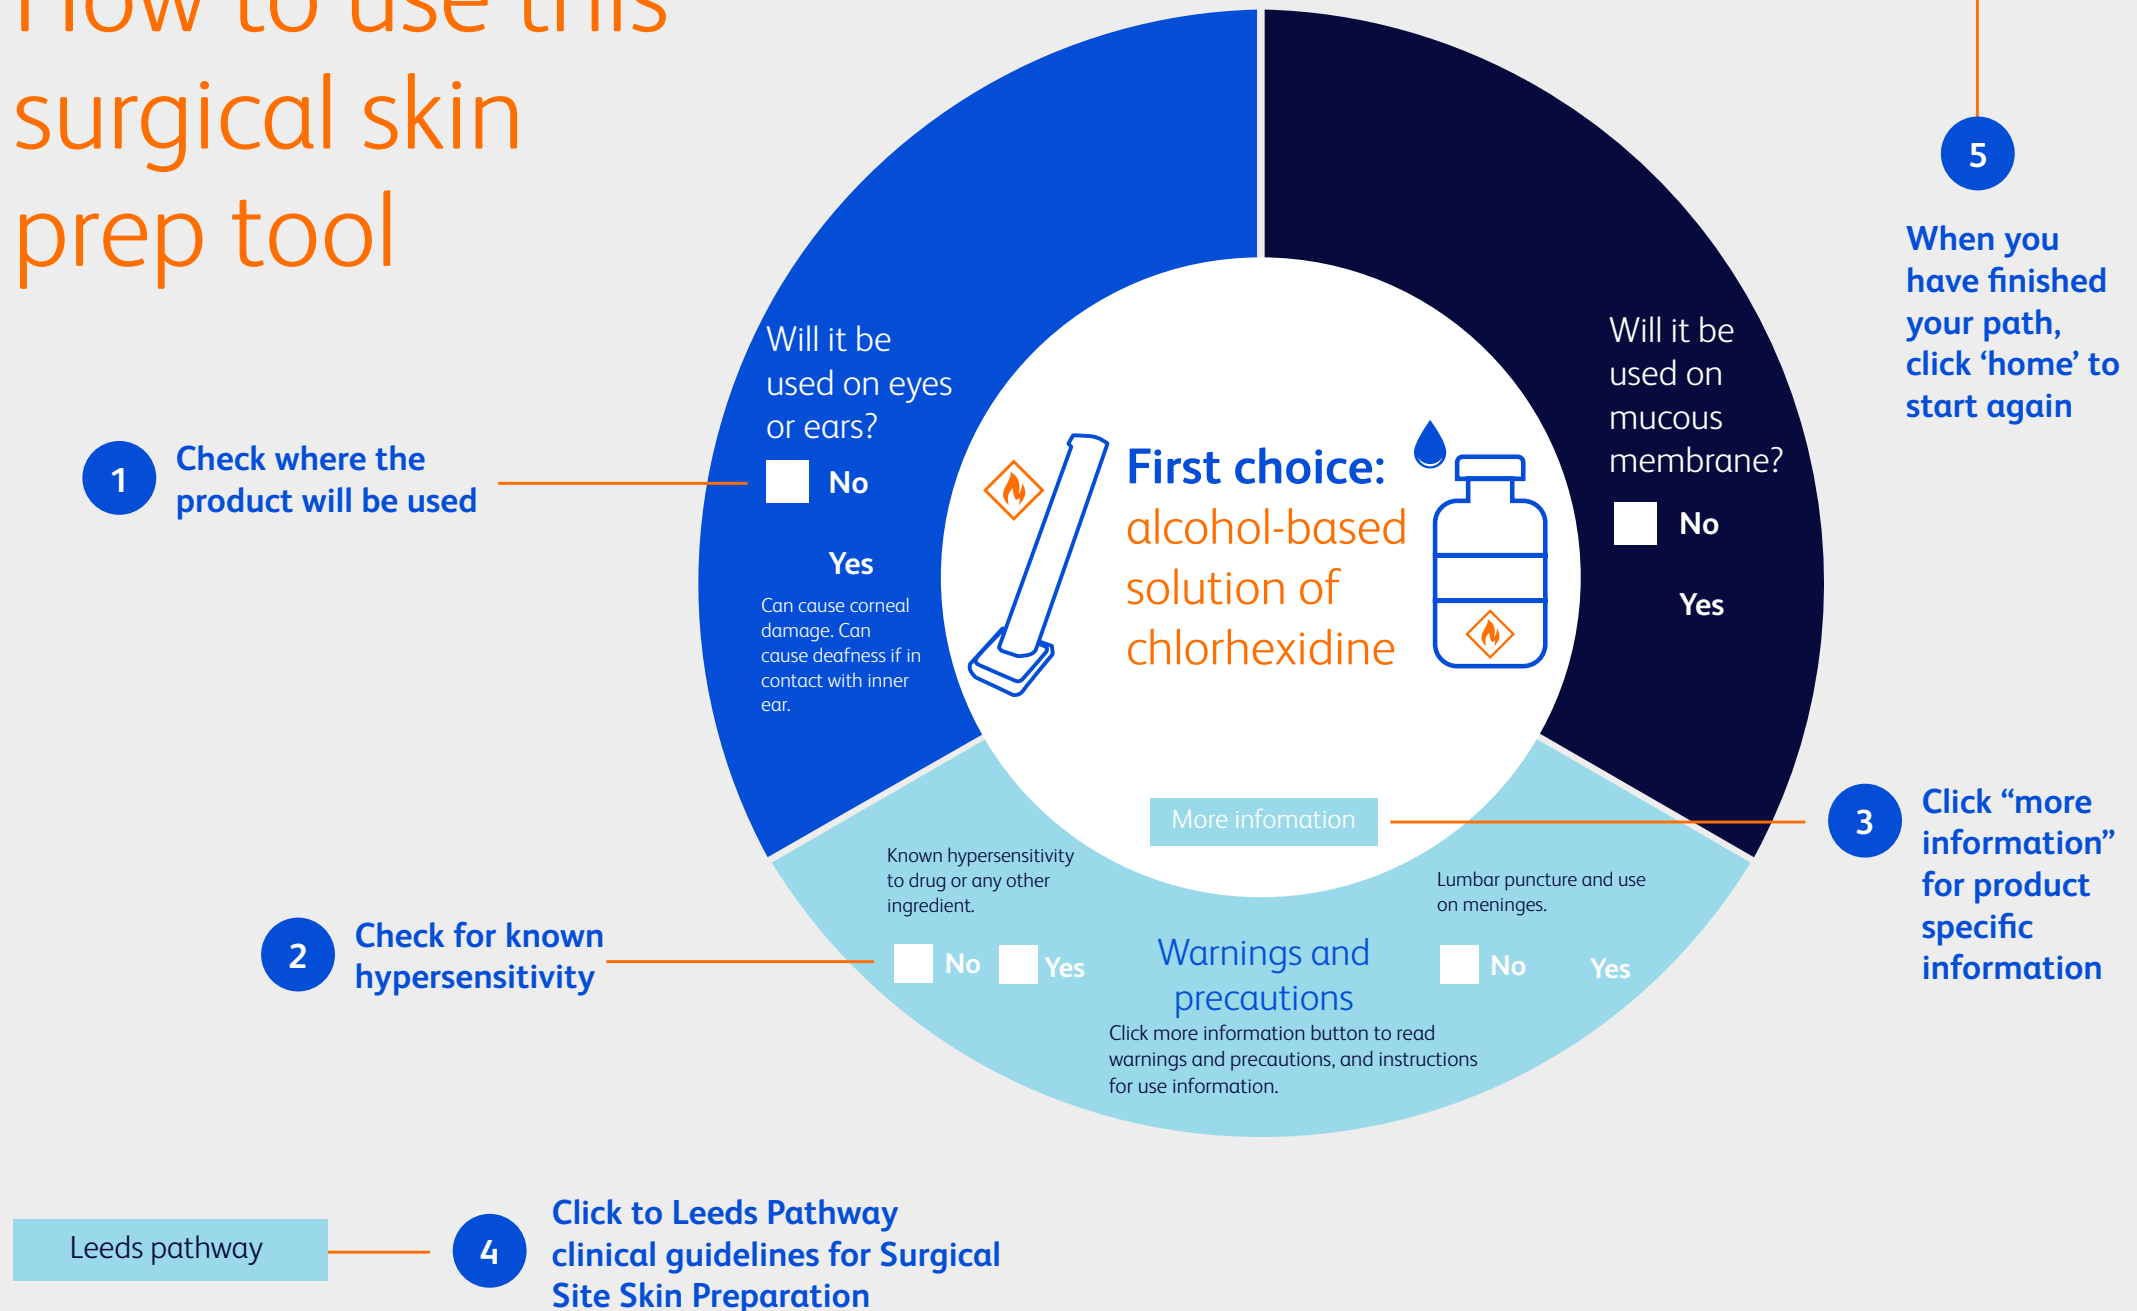 How to use this
surgical skin
prep tool
1
Check where the
product will be used
Will it be
used on eyes
or ears?
No
Yes
Can cause corneal
damage. Can
cause deafness if in
contact with inner
ear.
First choice:
alcohol-based
solution of
chlorhexidine
More infomation
Will it be
used on
mucous
membrane?
No
Yes
5
When you
have finished
your path,
click ‘home’ to
start again
2
Check for known
hypersensitivity
Known hypersensitivity
to drug or any other
ingredient.
No
Yes
Warnings and
precautions
Click more information button to read
warnings and precautions, and instructions
for use information.
Lumbar puncture and use
on meninges.
No
Yes
3
Click “more
information”
for product
specific
information
Leeds pathway
4
Click to Leeds Pathway
clinical guidelines for Surgical
Site Skin Preparation